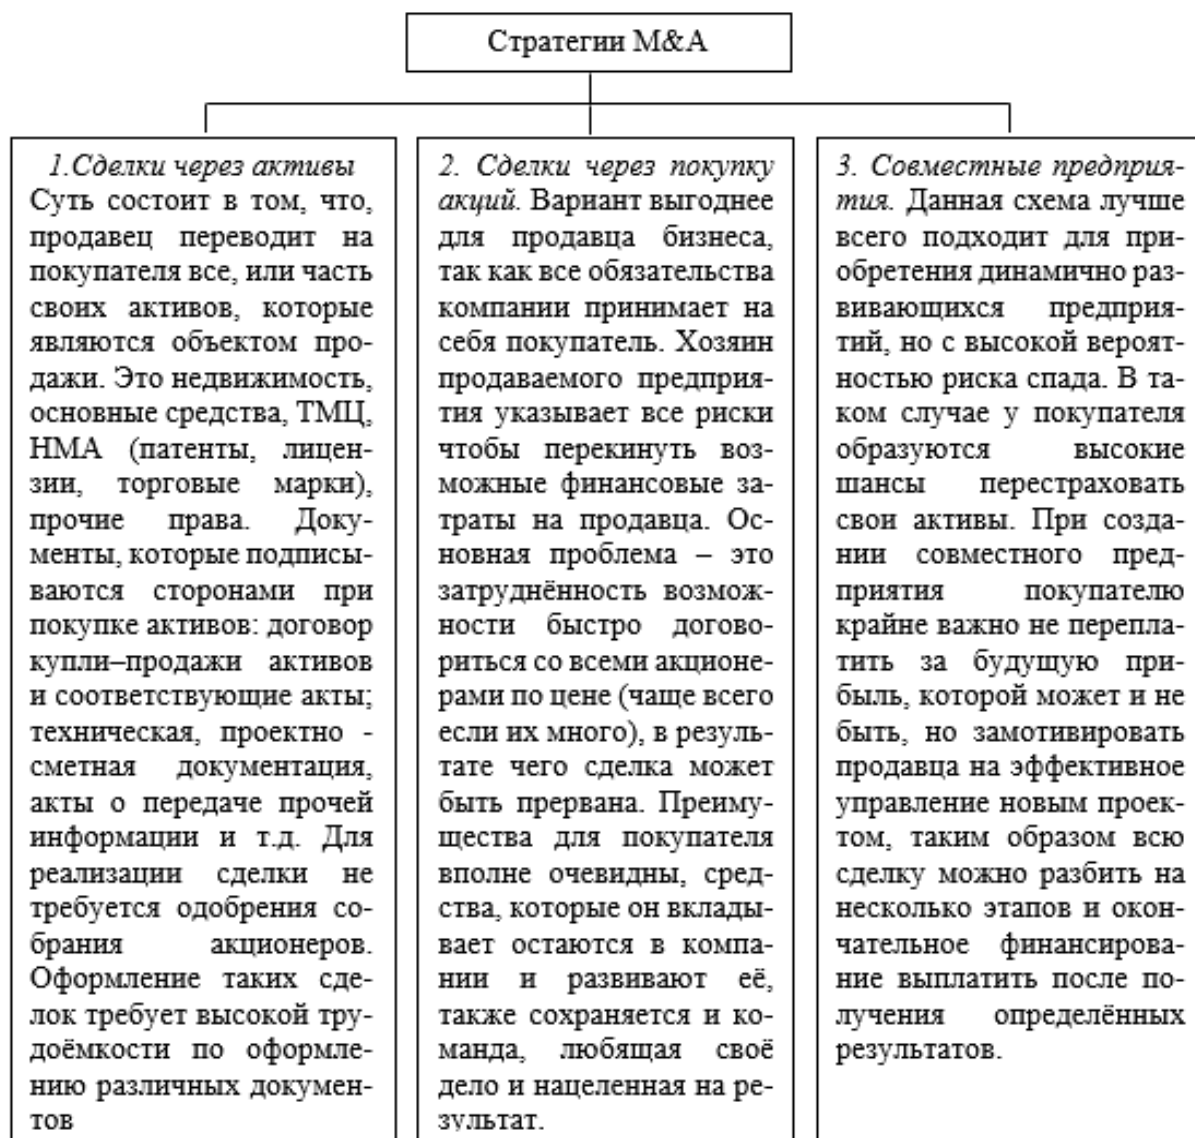 Стратегии M&A
1.Сделки через активы
Суть состоит в том, что,
продавец переводит на
покупателя все, или часть
своих активов, которые
являются объектом про-
дажи. Это недвижимость,
основные средства, ТМЦ,
НМА (патенты, лицен-
зии, торговые марки),
прочие права. Доку-
менты, которые подписы-
ваются сторонами при
покупке активов: договор
купли–продажи активов
и соответствующие акты;
техническая, проектно -
сметная документация,
акты о передаче прочей
информации и т.д. Для
реализации сделки не
требуется одобрения со-
брания акционеров.
Оформление таких сде-
лок требует высокой тру-
доёмкости по оформле-
нию различных докумен-
тов
2. Сделки через покупку
акций. Вариант выгоднее
для продавца бизнеса,
так как все обязательства
компании принимает на
себя покупатель. Хозяин
продаваемого предприя-
тия указывает все риски
чтобы перекинуть воз-
можные финансовые за-
траты на продавца. Ос-
новная проблема – это
затруднённость возмож-
ности быстро догово-
риться со всеми акционе-
рами по цене (чаще всего
если их много), в резуль-
тате чего сделка может
быть прервана. Преиму-
щества для покупателя
вполне очевидны, сред-
ства, которые он вклады-
вает остаются в компа-
нии и развивают её,
также сохраняется и ко-
манда, любящая своё
дело и нацеленная на ре-
зультат.
3. Совместные предприя-
тия. Данная схема лучше
всего подходит для при-
обретения динамично раз-
вивающихся предприя-
тий, но с высокой вероят-
ностью риска спада. В та-
ком случае у покупателя
образуются высокие
шансы перестраховать
свои активы. При созда-
нии совместного пред-
приятия покупателю
крайне важно не перепла-
тить за будущую при-
быль, которой может и не
быть, но замотивировать
продавца на эффективное
управление новым проек-
том, таким образом всю
сделку можно разбить на
несколько этапов и окон-
чательное финансирова-
ние выплатить после по-
лучения определённых
результатов.